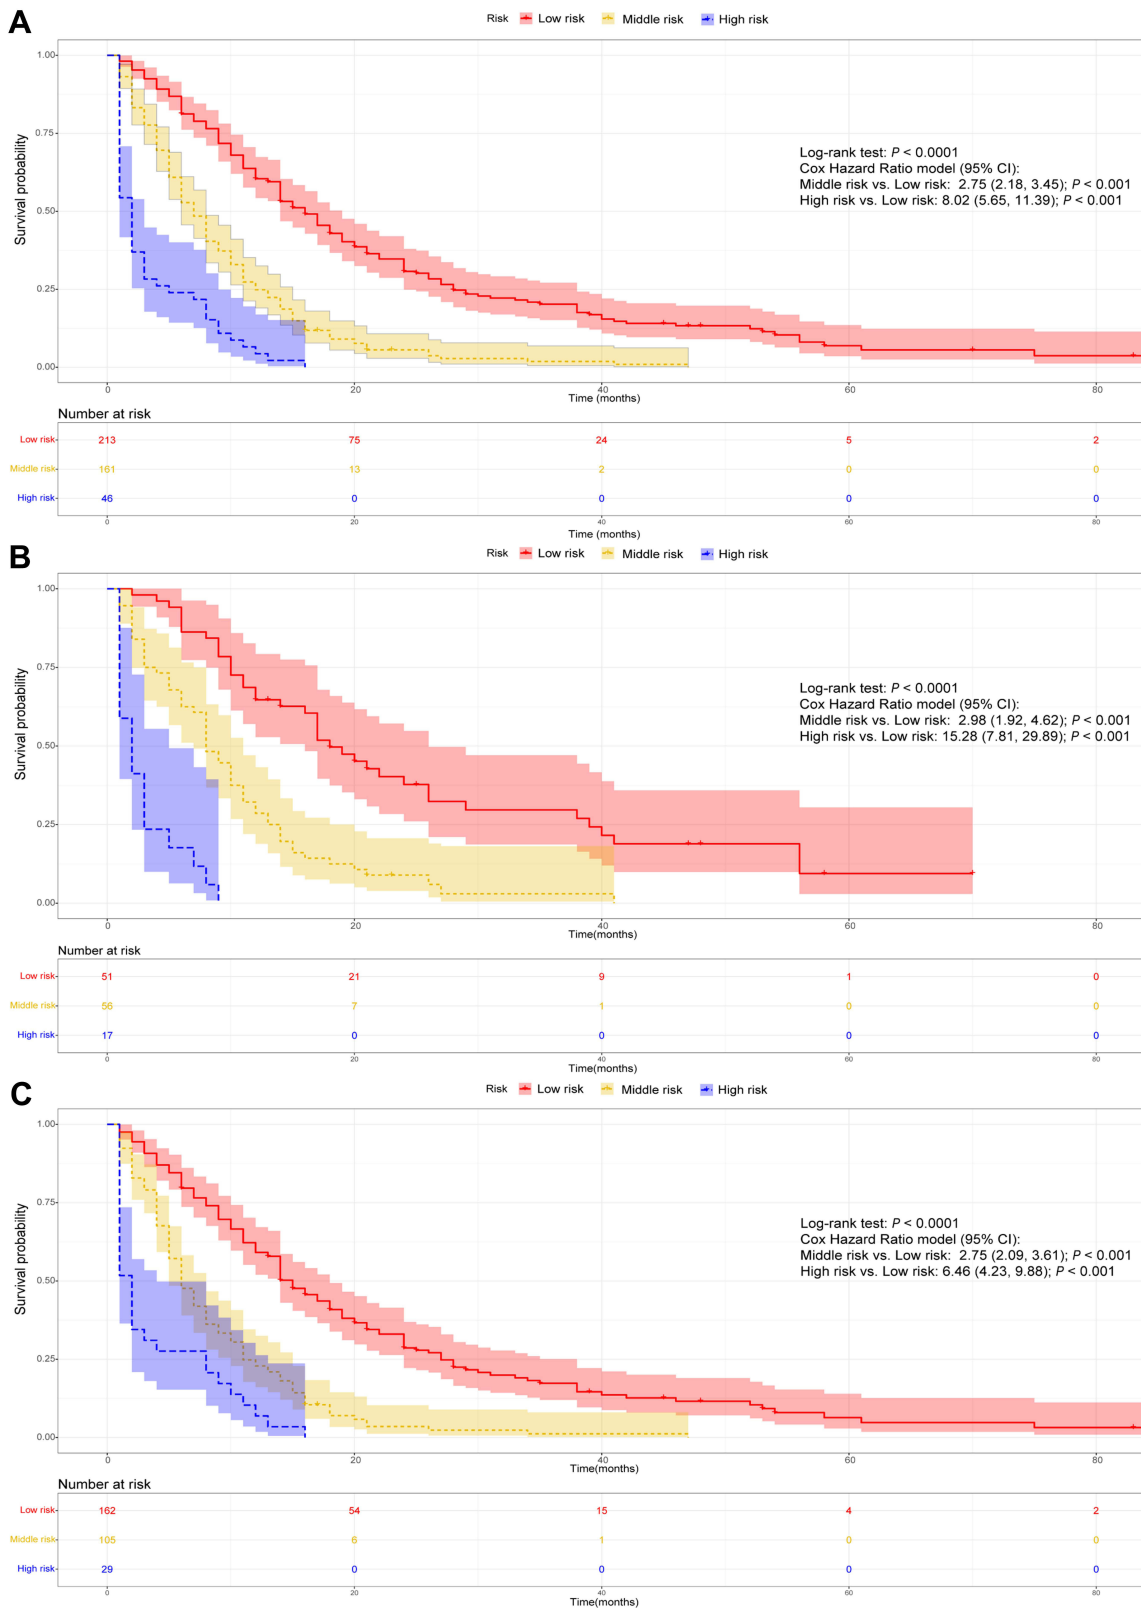 A
Risk Low risk Middle risk High risk
1.00
0.75
0.50
0.25
0.00
Survival probability
Log-rank test: P < 0.0001
Cox Hazard Ratio model (95% CI):
Middle risk vs. Low risk: 2.75 (2.18, 3.45); P < 0.001
High risk vs. Low risk: 8.02 (5.65, 11.39); P < 0.001
0 20 40 60 80
Time (months)
Number at risk
Low risk 213 75 24 5 2
Middle risk 161 13 2 0 0
High risk 46 0 0 0 0
0 20 40 60 80
Time (months)
B
Risk Low risk Middle risk High risk
1.00
0.75
0.50
0.25
0.00
Survival probability
Log-rank test: P < 0.0001
Cox Hazard Ratio model (95% CI):
Middle risk vs. Low risk: 2.98 (1.92, 4.62); P < 0.001
High risk vs. Low risk: 15.28 (7.81, 29.89); P < 0.001
0 20 40 60 80
Time(months)
Number at risk
Low risk 51 21 9 1 0
Middle risk 56 7 1 0 0
High risk 17 0 0 0 0
0 20 40 60 80
Time(months)
C
Risk Low risk Middle risk High risk
1.00
0.75
0.50
0.25
0.00
Survival probability
Log-rank test: P < 0.0001
Cox Hazard Ratio model (95% CI):
Middle risk vs. Low risk: 2.75 (2.09, 3.61); P < 0.001
High risk vs. Low risk: 6.46 (4.23, 9.88); P < 0.001
0 20 40 60 80
Time(months)
Number at risk
Low risk 162 54 15 4 2
Middle risk 105 6 1 0 0
High risk 29 0 0 0 0
0 20 40 60 80
Time(months)